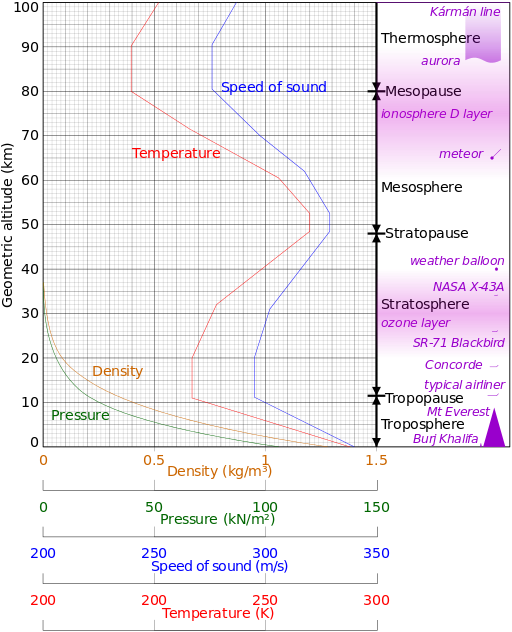 100
Kármán line
90
Thermosphere
aurora
80
Speed of sound
Mesopause
ionosphere D layer
70
Temperature
meteor
60
Mesosphere
Geometric altitude (km)
50
Stratopause
weather balloon
40
NASA X-43A
Stratosphere
30
ozone layer
SR-71 Blackbird
20
Density
Concorde
typical airliner
10
Tropopause
Pressure
Mt Everest
Troposphere
Burj Khalifa
0
0 0.5 1 1.5
Density (kg/m³)
0 50 100 150
Pressure (kN/m²)
200 250 300 350
Speed of sound (m/s)
200 200 250 300
Temperature (K)